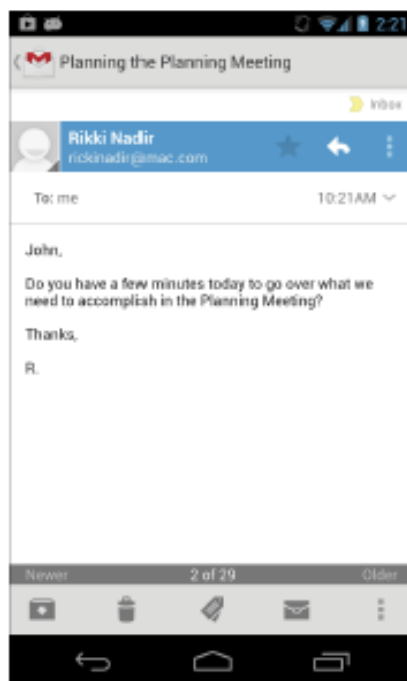 2:21
Planning the Planning Meeting
Inbox
Rikki Nadir
rickinadir@mac.com
To: me
10:21AM
John,
Do you have a few minutes today to go over what we
need to accomplish in the Planning Meeting?
Thanks,
R.
Newer
2 of 29
Older